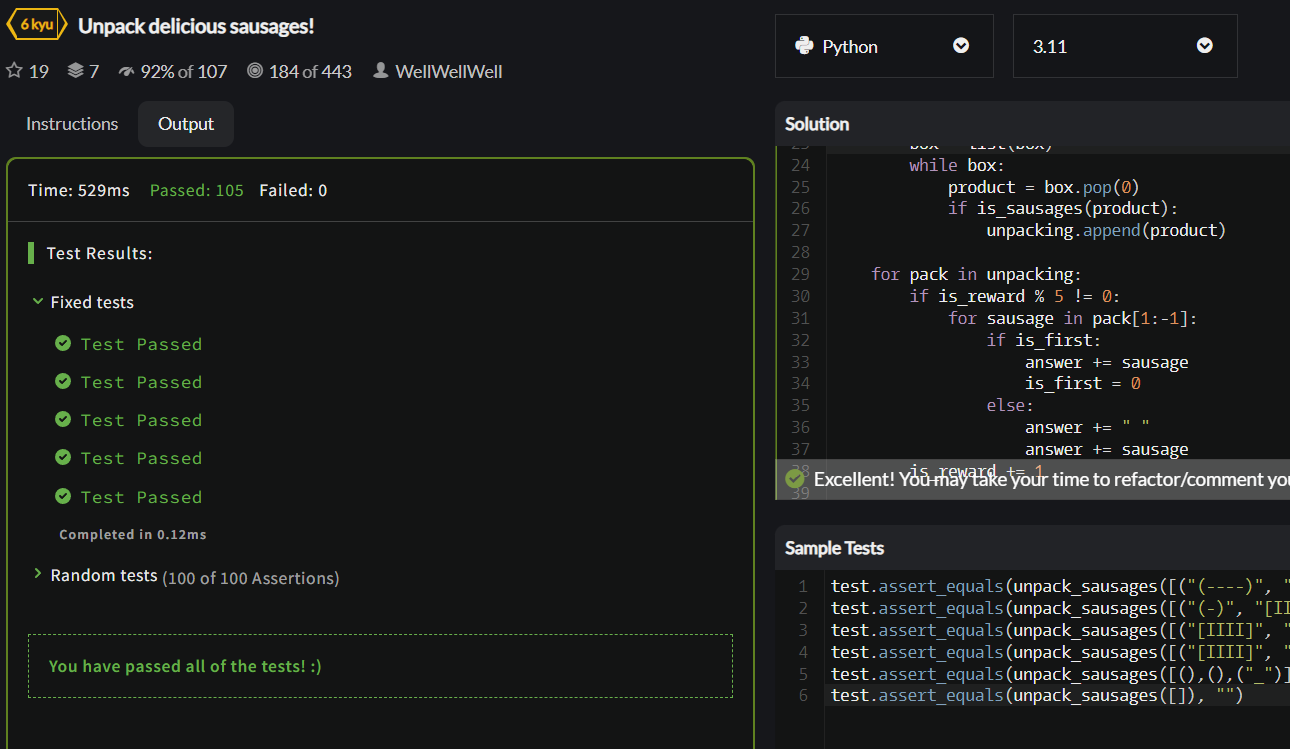 6 kyu Unpack delicious sausages!
19 7 92% of 107 184 of 443 WellWellWell
Instructions Output
Time: 529ms Passed: 105 Failed: 0
Test Results:
Fixed tests
Test Passed
Test Passed
Test Passed
Test Passed
Test Passed
Completed in 0.12ms
Random tests (100 of 100 Assertions)
You have passed all of the tests! :)
Python 3.11
Solution
23 box = list(box)
24 while box:
25 product = box.pop(0)
26 if is_sausages(product):
27 unpacking.append(product)
28
29 for pack in unpacking:
30 if is_reward % 5 != 0:
31 for sausage in pack[1:-1]:
32 if is_first:
33 answer += sausage
34 is_first = 0
35 else:
36 answer += " "
37 answer += sausage
38 is_reward += 1
Excellent! You may take your time to refactor/comment you
39
Sample Tests
1 test.assert_equals(unpack_sausages([("(----)", "
2 test.assert_equals(unpack_sausages([("(-)", "[II
3 test.assert_equals(unpack_sausages([("[IIII]", "
4 test.assert_equals(unpack_sausages([("[IIII]", "
5 test.assert_equals(unpack_sausages([(),(),("_")]
6 test.assert_equals(unpack_sausages([]), "")